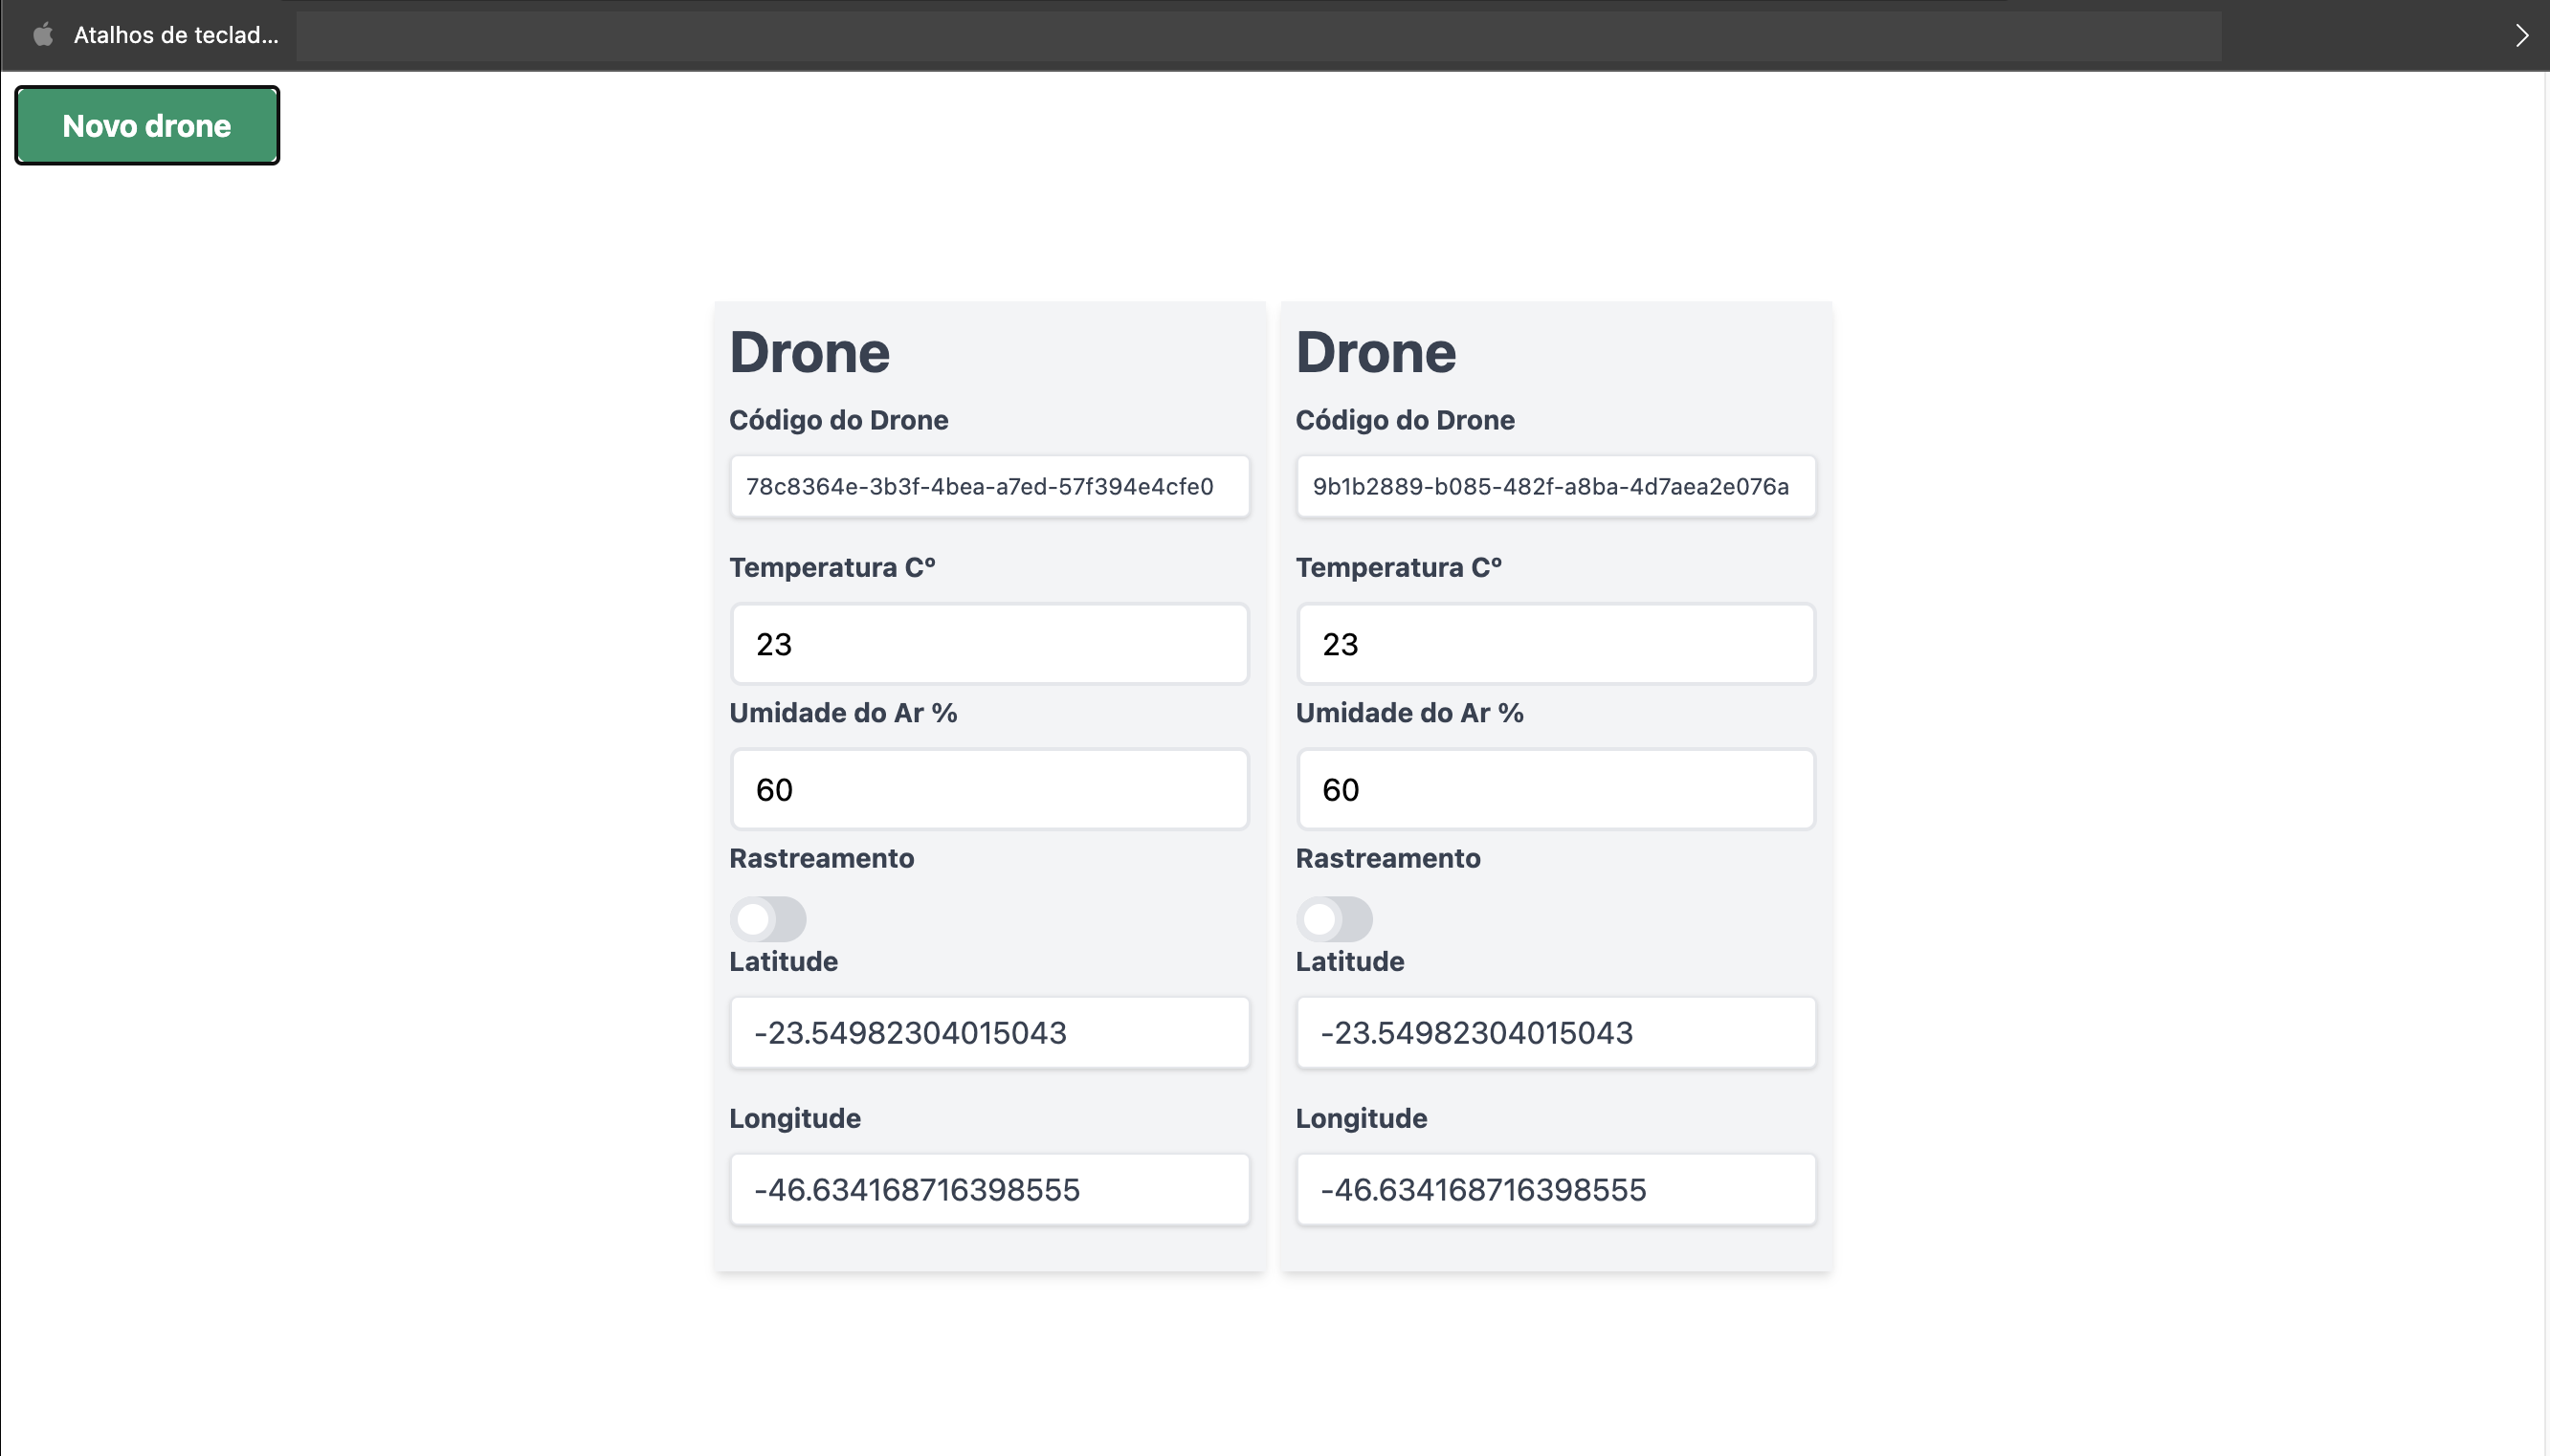 Atalhos de teclad...
Novo drone
Drone
Código do Drone
78c8364e-3b3f-4bea-a7ed-57f394e4cfe0
Temperatura Cº
23
Umidade do Ar %
60
Rastreamento
Latitude
-23.54982304015043
Longitude
-46.634168716398555
Drone
Código do Drone
9b1b2889-b085-482f-a8ba-4d7aea2e076a
Temperatura Cº
23
Umidade do Ar %
60
Rastreamento
Latitude
-23.54982304015043
Longitude
-46.634168716398555